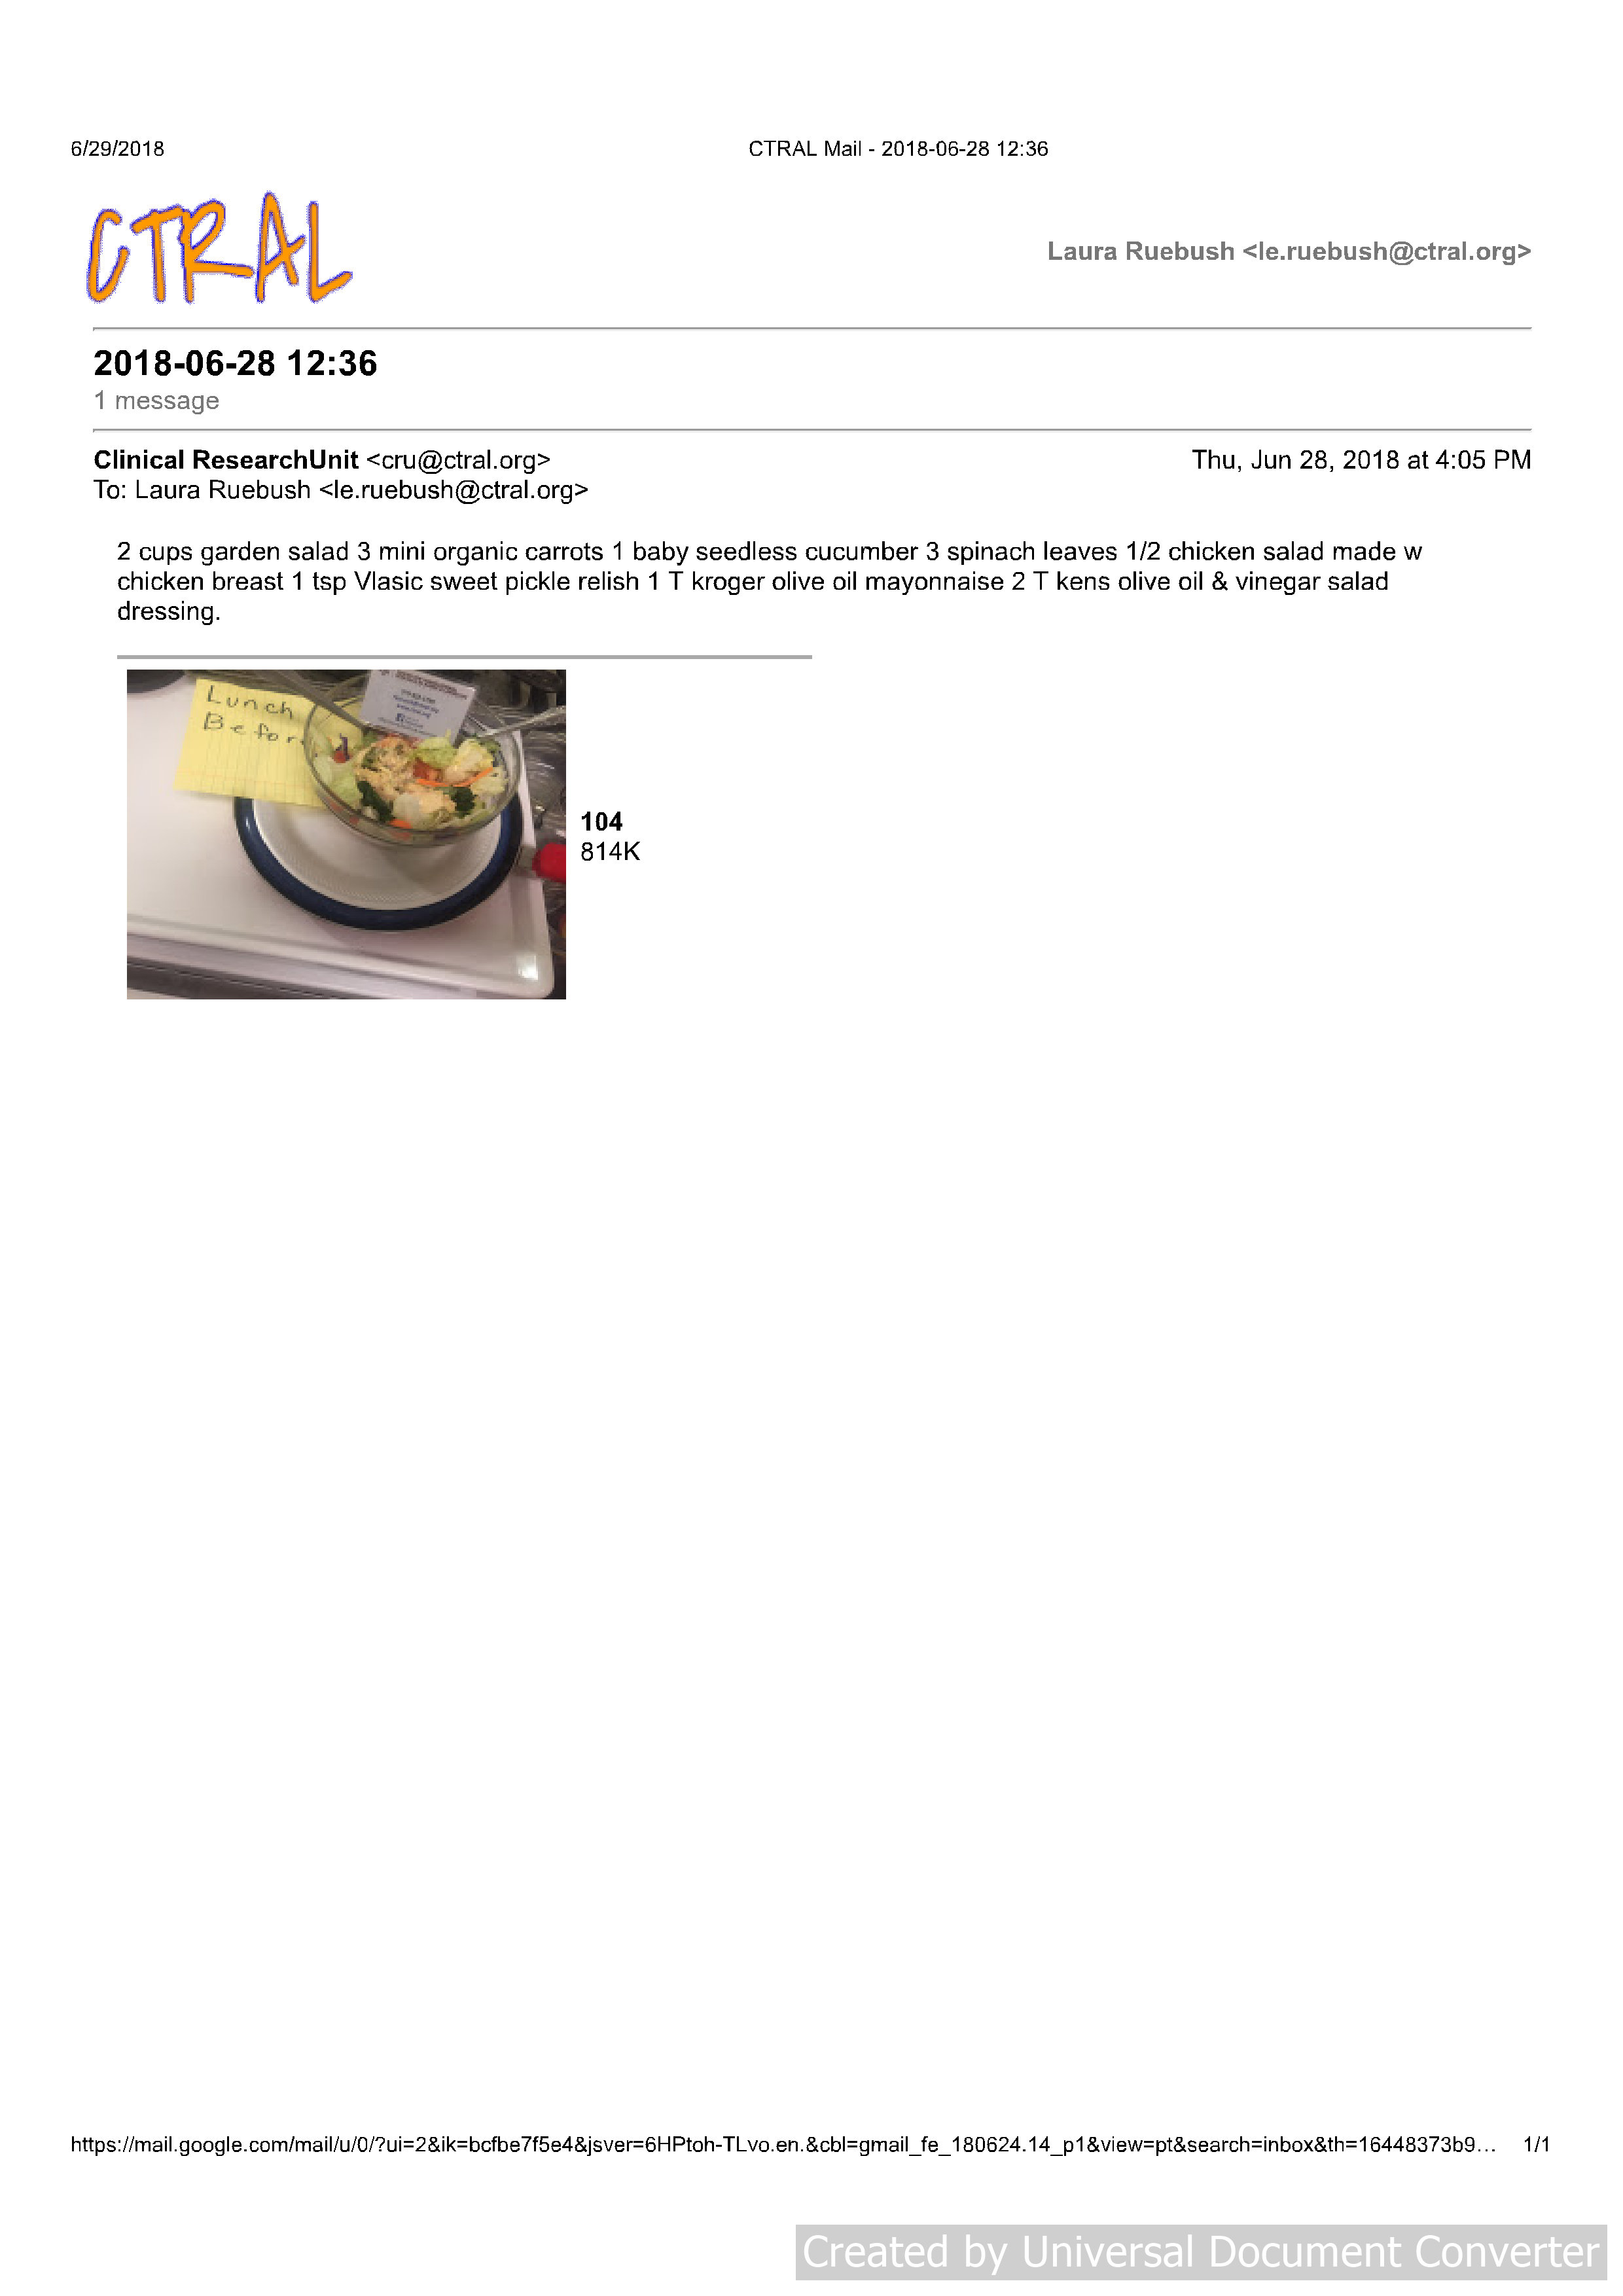 6/29/2018
CTRAL Mail - 2018-06-28 12:36
CTRAL
Laura Ruebush <le.ruebush@ctral.org>
2018-06-28 12:36
1 message
Clinical ResearchUnit <cru@ctral.org>
Thu, Jun 28, 2018 at 4:05 PM
To: Laura Ruebush <le.ruebush@ctral.org>
2 cups garden salad 3 mini organic carrots 1 baby seedless cucumber 3 spinach leaves 1/2 chicken salad made w
chicken breast 1 tsp Vlasic sweet pickle relish 1 T kroger olive oil mayonnaise 2 T kens olive oil & vinegar salad
dressing.
Lunch
Befor
104
814K
https://mail.google.com/mail/u/0/?ui=2&ik=bcfbe7f5e4&jsver=6HPtoh-TLvo.en.&cbl=gmail_fe_180624.14_p1&view=pt&search=inbox&th=16448373b9... 1/1
Created by Universal Document Converter